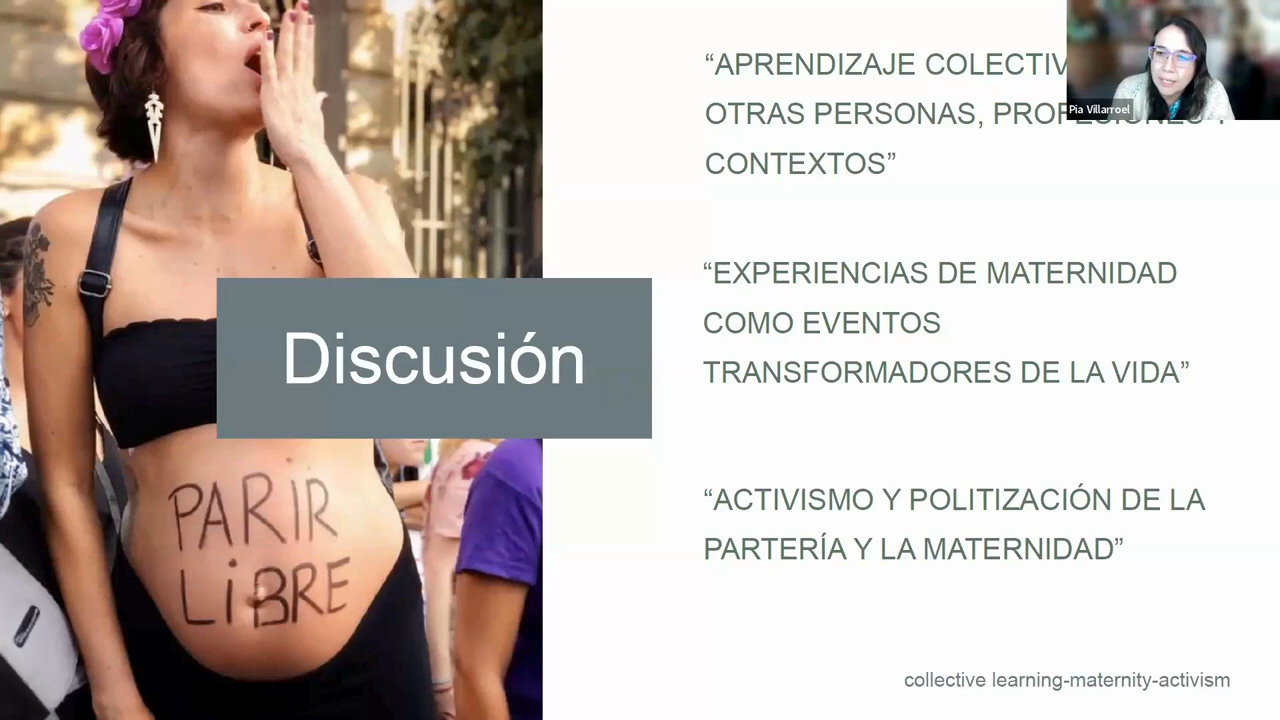 “APRENDIZAJE COLECTIV
OTRAS PERSONAS, PROFESIONES Y
CONTEXTOS”
Pia Villarroel
“EXPERIENCIAS DE MATERNIDAD
COMO EVENTOS
TRANSFORMADORES DE LA VIDA”
Discusión
“ACTIVISMO Y POLITIZACIÓN DE LA
PARTERÍA Y LA MATERNIDAD”
PARIR
LiBRE
collective learning-maternity-activism